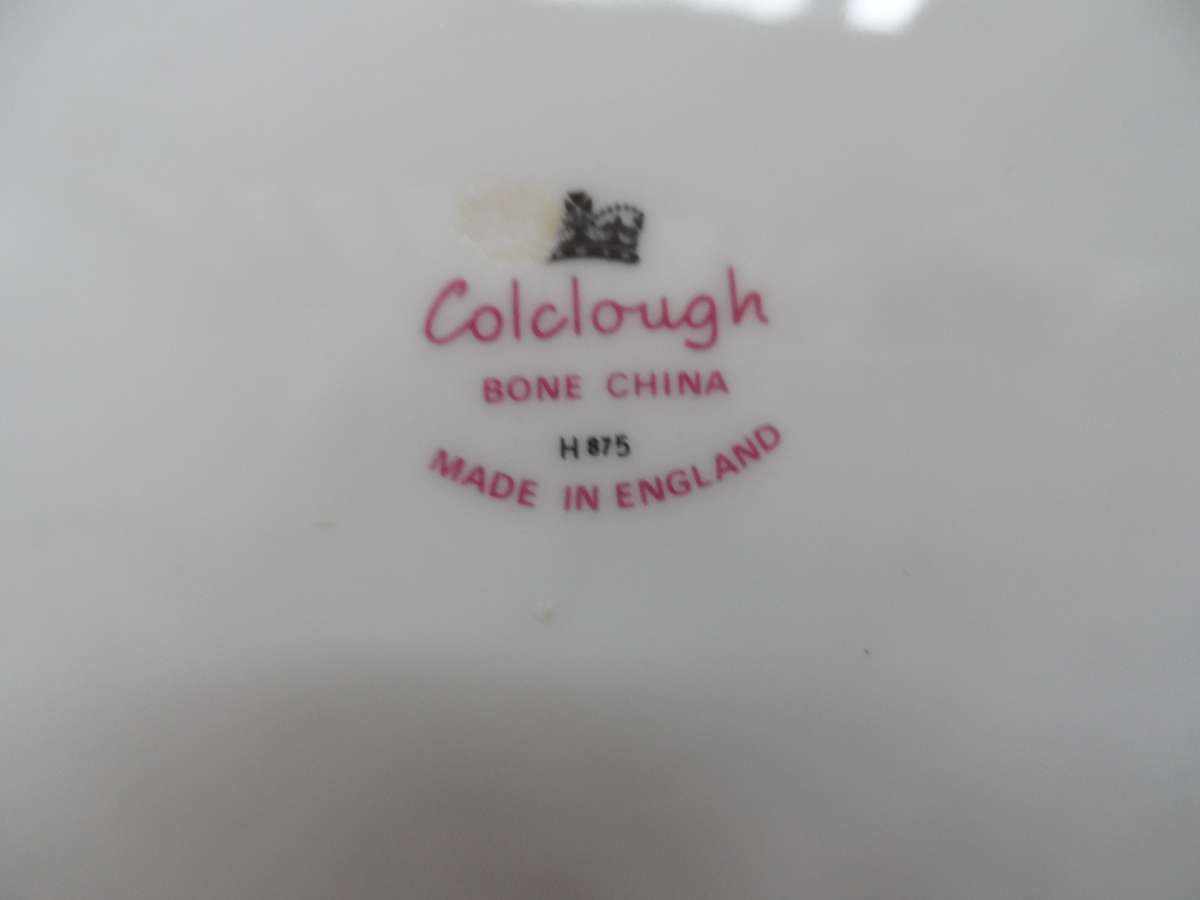 Colclough
BONE CHINA
H 875
MADE IN ENGLAND